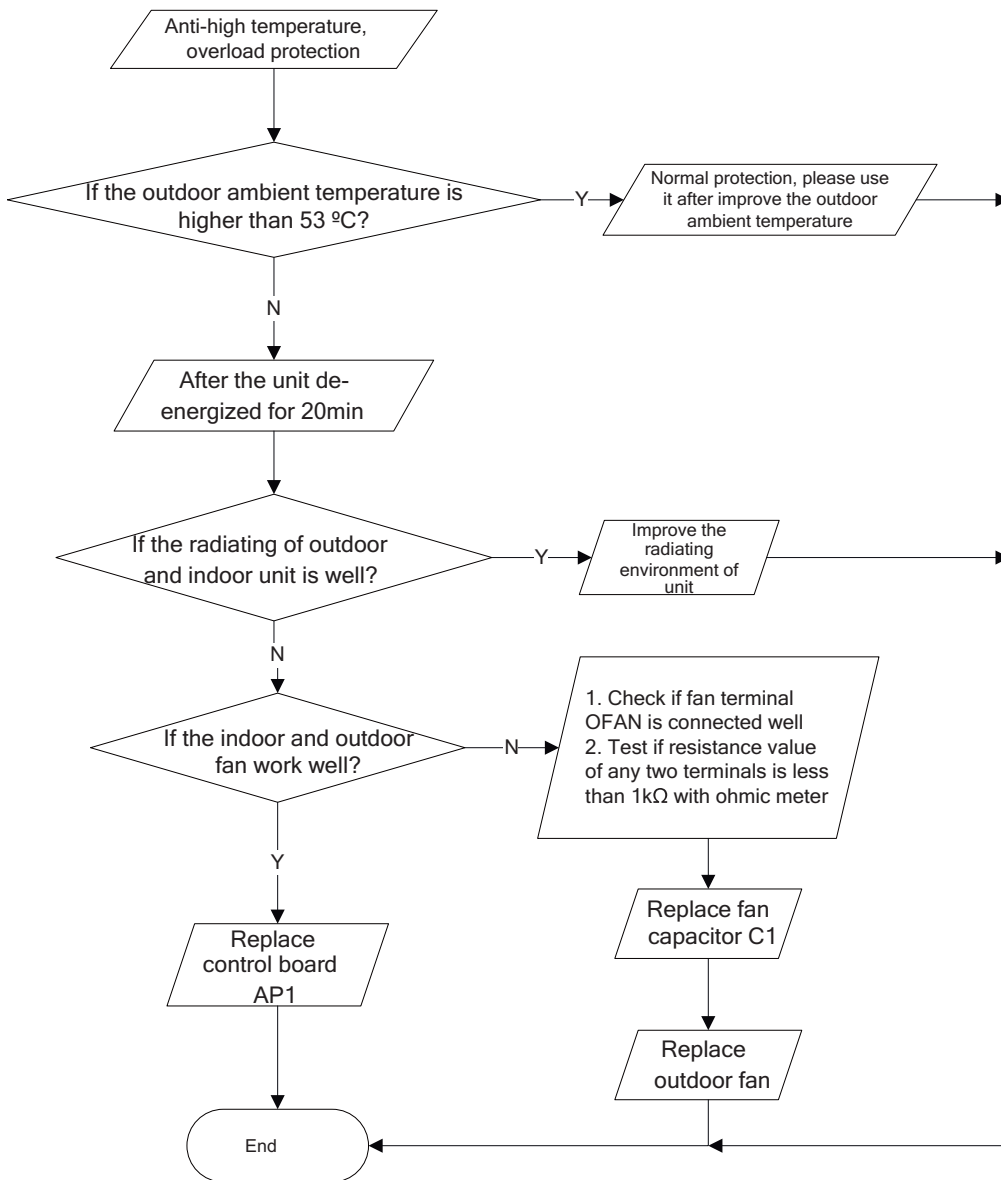 Anti-high temperature,
overload protection
If the outdoor ambient temperature is
higher than 53 ºC?
Y
Normal protection, please use
it after improve the outdoor
ambient temperature
N
After the unit de-
energized for 20min
If the radiating of outdoor
and indoor unit is well?
Y
Improve the
radiating
environment of
unit
N
If the indoor and outdoor
fan work well?
N
1. Check if fan terminal
OFAN is connected well
2. Test if resistance value
of any two terminals is less
than 1kΩ with ohmic meter
Y
Replace
control board
AP1
Replace fan
capacitor C1
Replace
outdoor fan
End